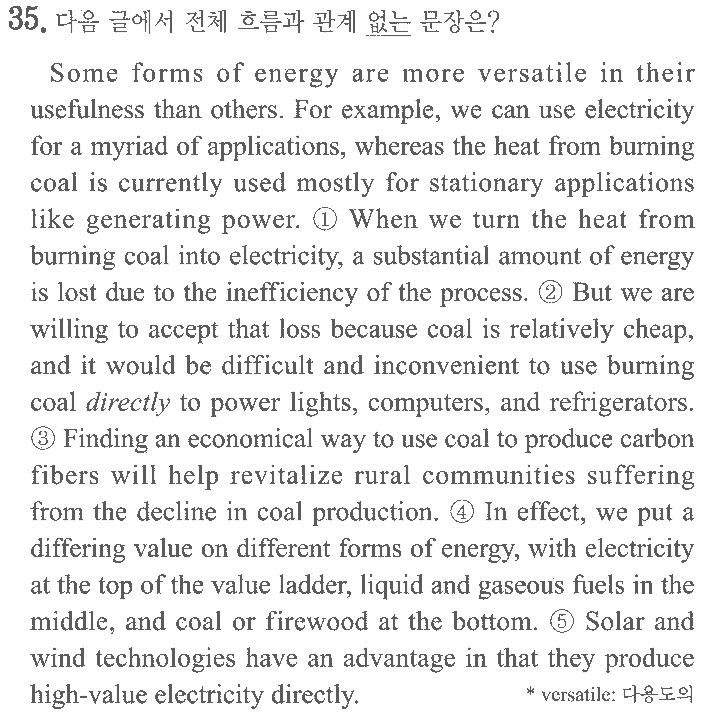 35. 다음 글에서 전체 흐름과 관계 없는 문장은?
Some forms of energy are more versatile in their
usefulness than others. For example, we can use electricity
for a myriad of applications, whereas the heat from burning
coal is currently used mostly for stationary applications
like generating power. ① When we turn the heat from
burning coal into electricity, a substantial amount of energy
is lost due to the inefficiency of the process. ② But we are
willing to accept that loss because coal is relatively cheap,
and it would be difficult and inconvenient to use burning
coal directly to power lights, computers, and refrigerators.
③ Finding an economical way to use coal to produce carbon
fibers will help revitalize rural communities suffering
from the decline in coal production. ④ In effect, we put a
differing value on different forms of energy, with electricity
at the top of the value ladder, liquid and gaseous fuels in the
middle, and coal or firewood at the bottom. ⑤ Solar and
wind technologies have an advantage in that they produce
high-value electricity directly. * versatile: 다용도의